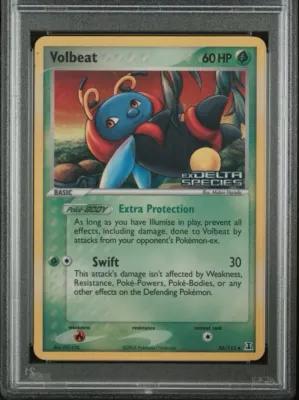 Volbeat 60 HP
ex DELTA
SPECIES
BASIC
Poké-BODY Extra Protection
As long as you have Illumise in play, prevent all
effects, including damage, done to Volbeat by
attacks from your opponent's Pokémon-ex.
Swift 30
This attack's damage isn't affected by Weakness,
Resistance, Poké-Powers, Poké-Bodies, or any
other effects on the Defending Pokémon.
weakness resistance retreat cost